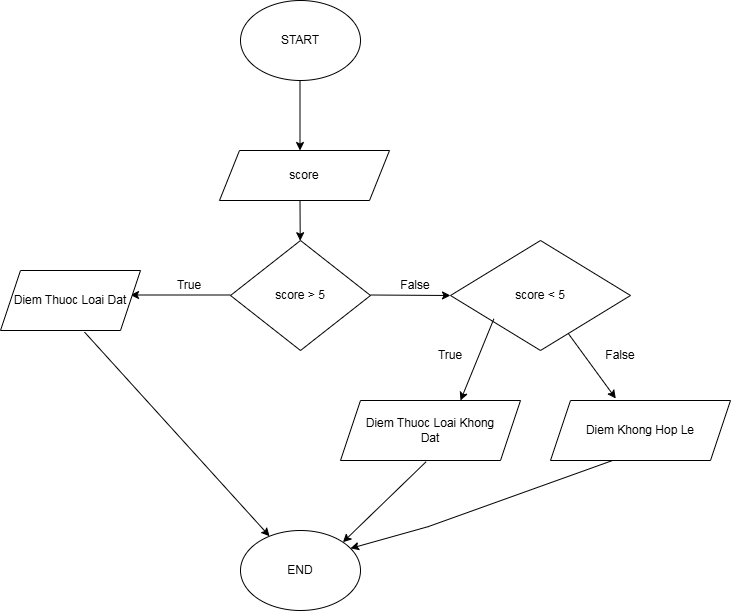 START
score
True
score > 5
False
score < 5
Diem Thuoc Loai Dat
True
False
Diem Thuoc Loai Khong
Dat
Diem Khong Hop Le
END